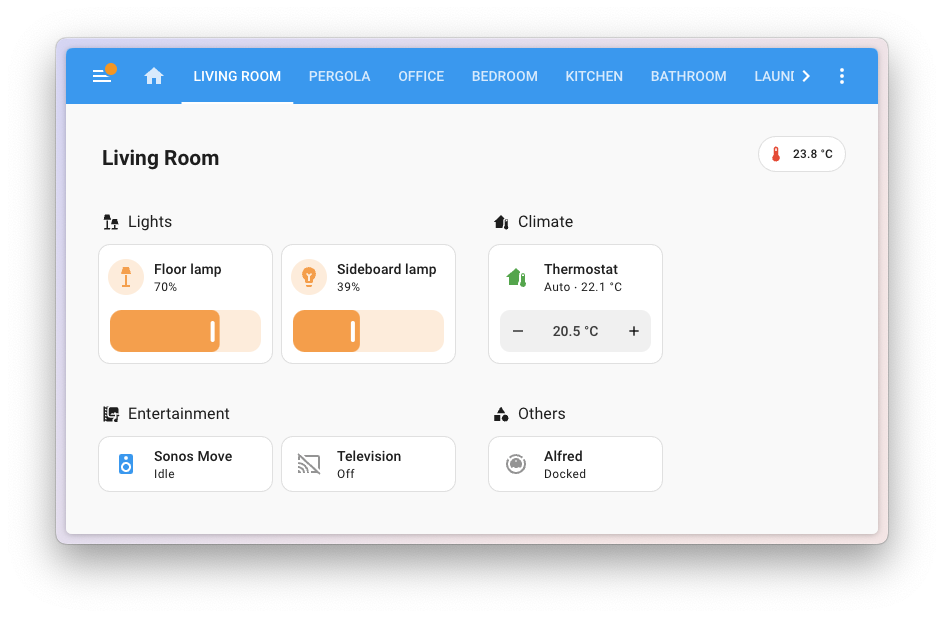 LIVING ROOM PERGOLA OFFICE BEDROOM KITCHEN BATHROOM LAUNI
Living Room
23.8 °C
Lights
Floor lamp
70%
Sideboard lamp
39%
Climate
Thermostat
Auto · 22.1 °C
20.5 °C
Entertainment
Sonos Move
Idle
Television
Off
Others
Alfred
Docked